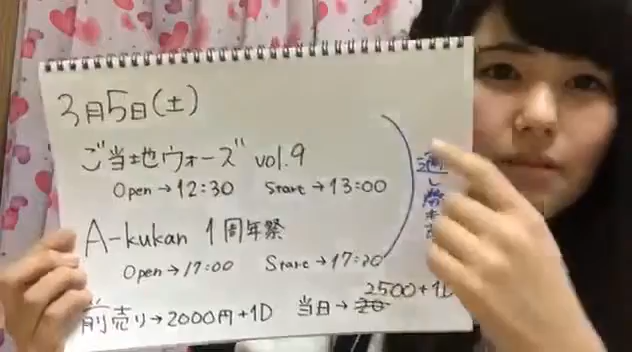 3月5日(土)
ご当地ウォーズ vol.9
Open→12:30 Start→13:00
A-kukan 1周年祭
Open→17:00 Start→17:20
通し
前売り→2000円+1D 当日→2500+1D